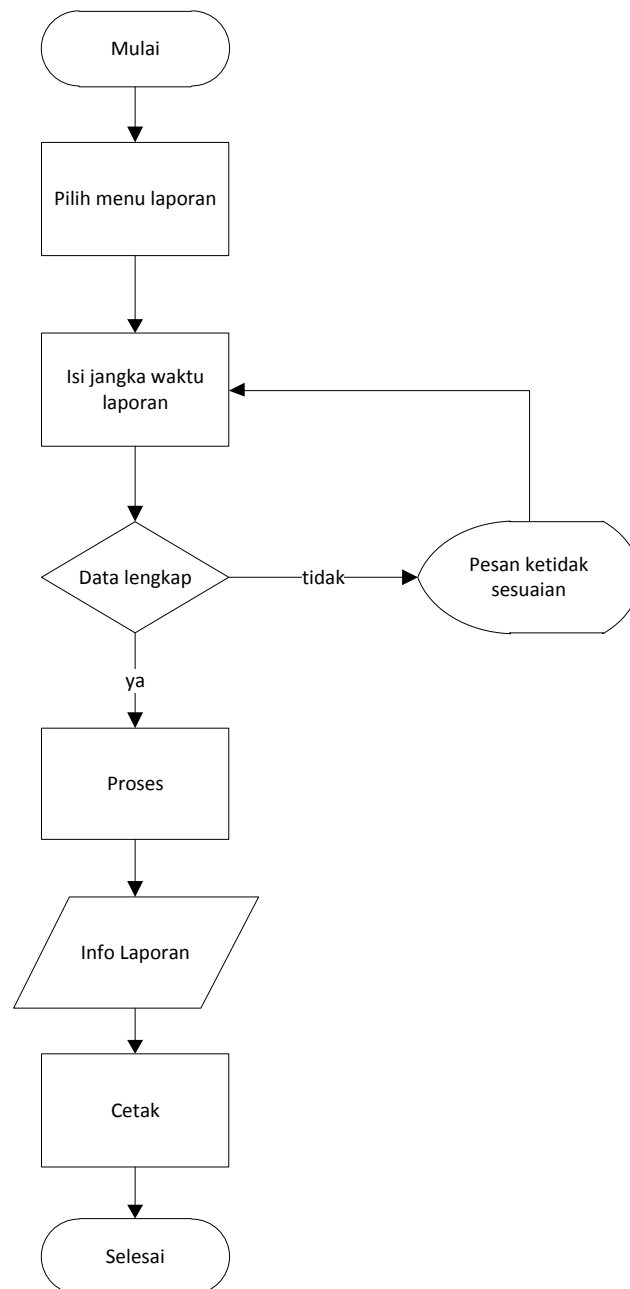 Mulai
Pilih menu laporan
Isi jangka waktu
laporan
Data lengkap
tidak
Pesan ketidak
sesuaian
ya
Proses
Info Laporan
Cetak
Selesai